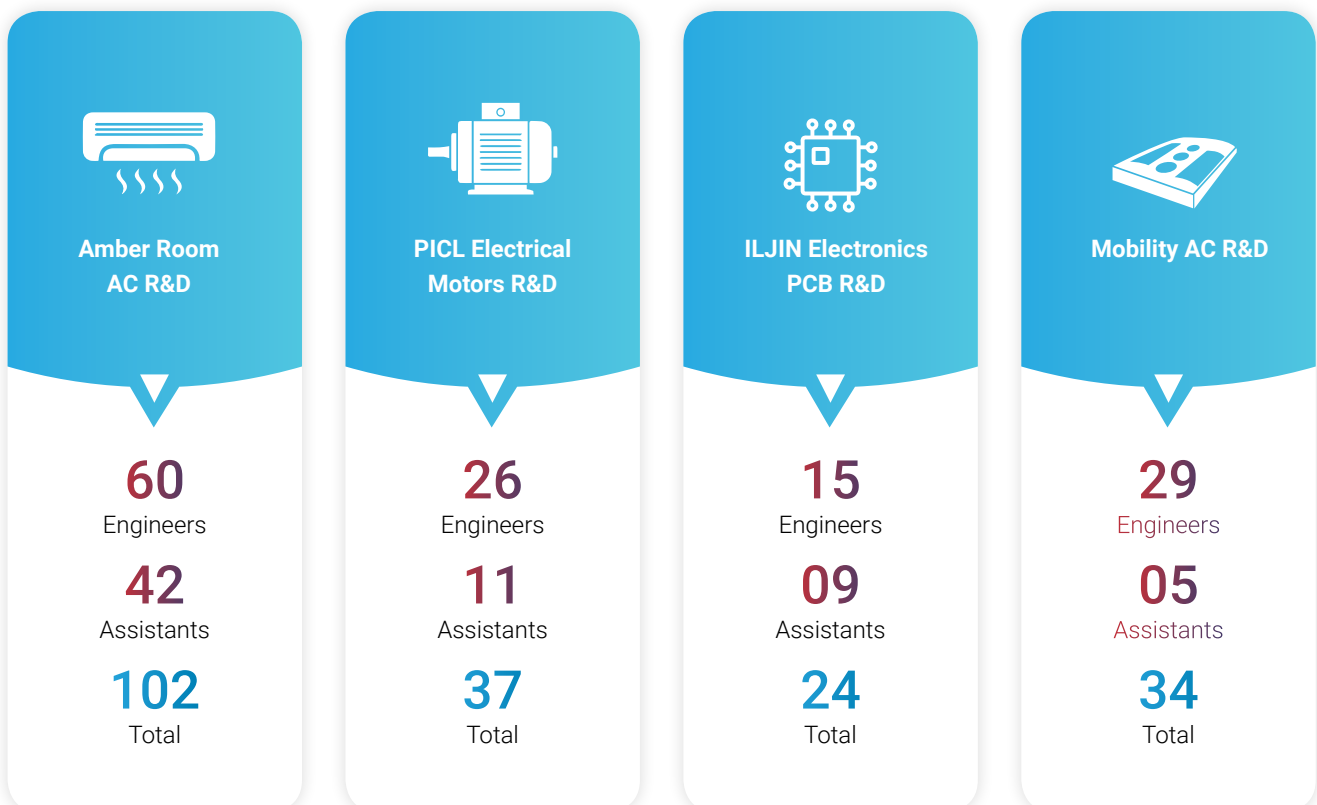 Amber Room
AC R&D
60
Engineers
42
Assistants
102
Total
PICL Electrical
Motors R&D
26
Engineers
11
Assistants
37
Total
ILJIN Electronics
PCB R&D
15
Engineers
09
Assistants
24
Total
Mobility AC R&D
29
Engineers
05
Assistants
34
Total